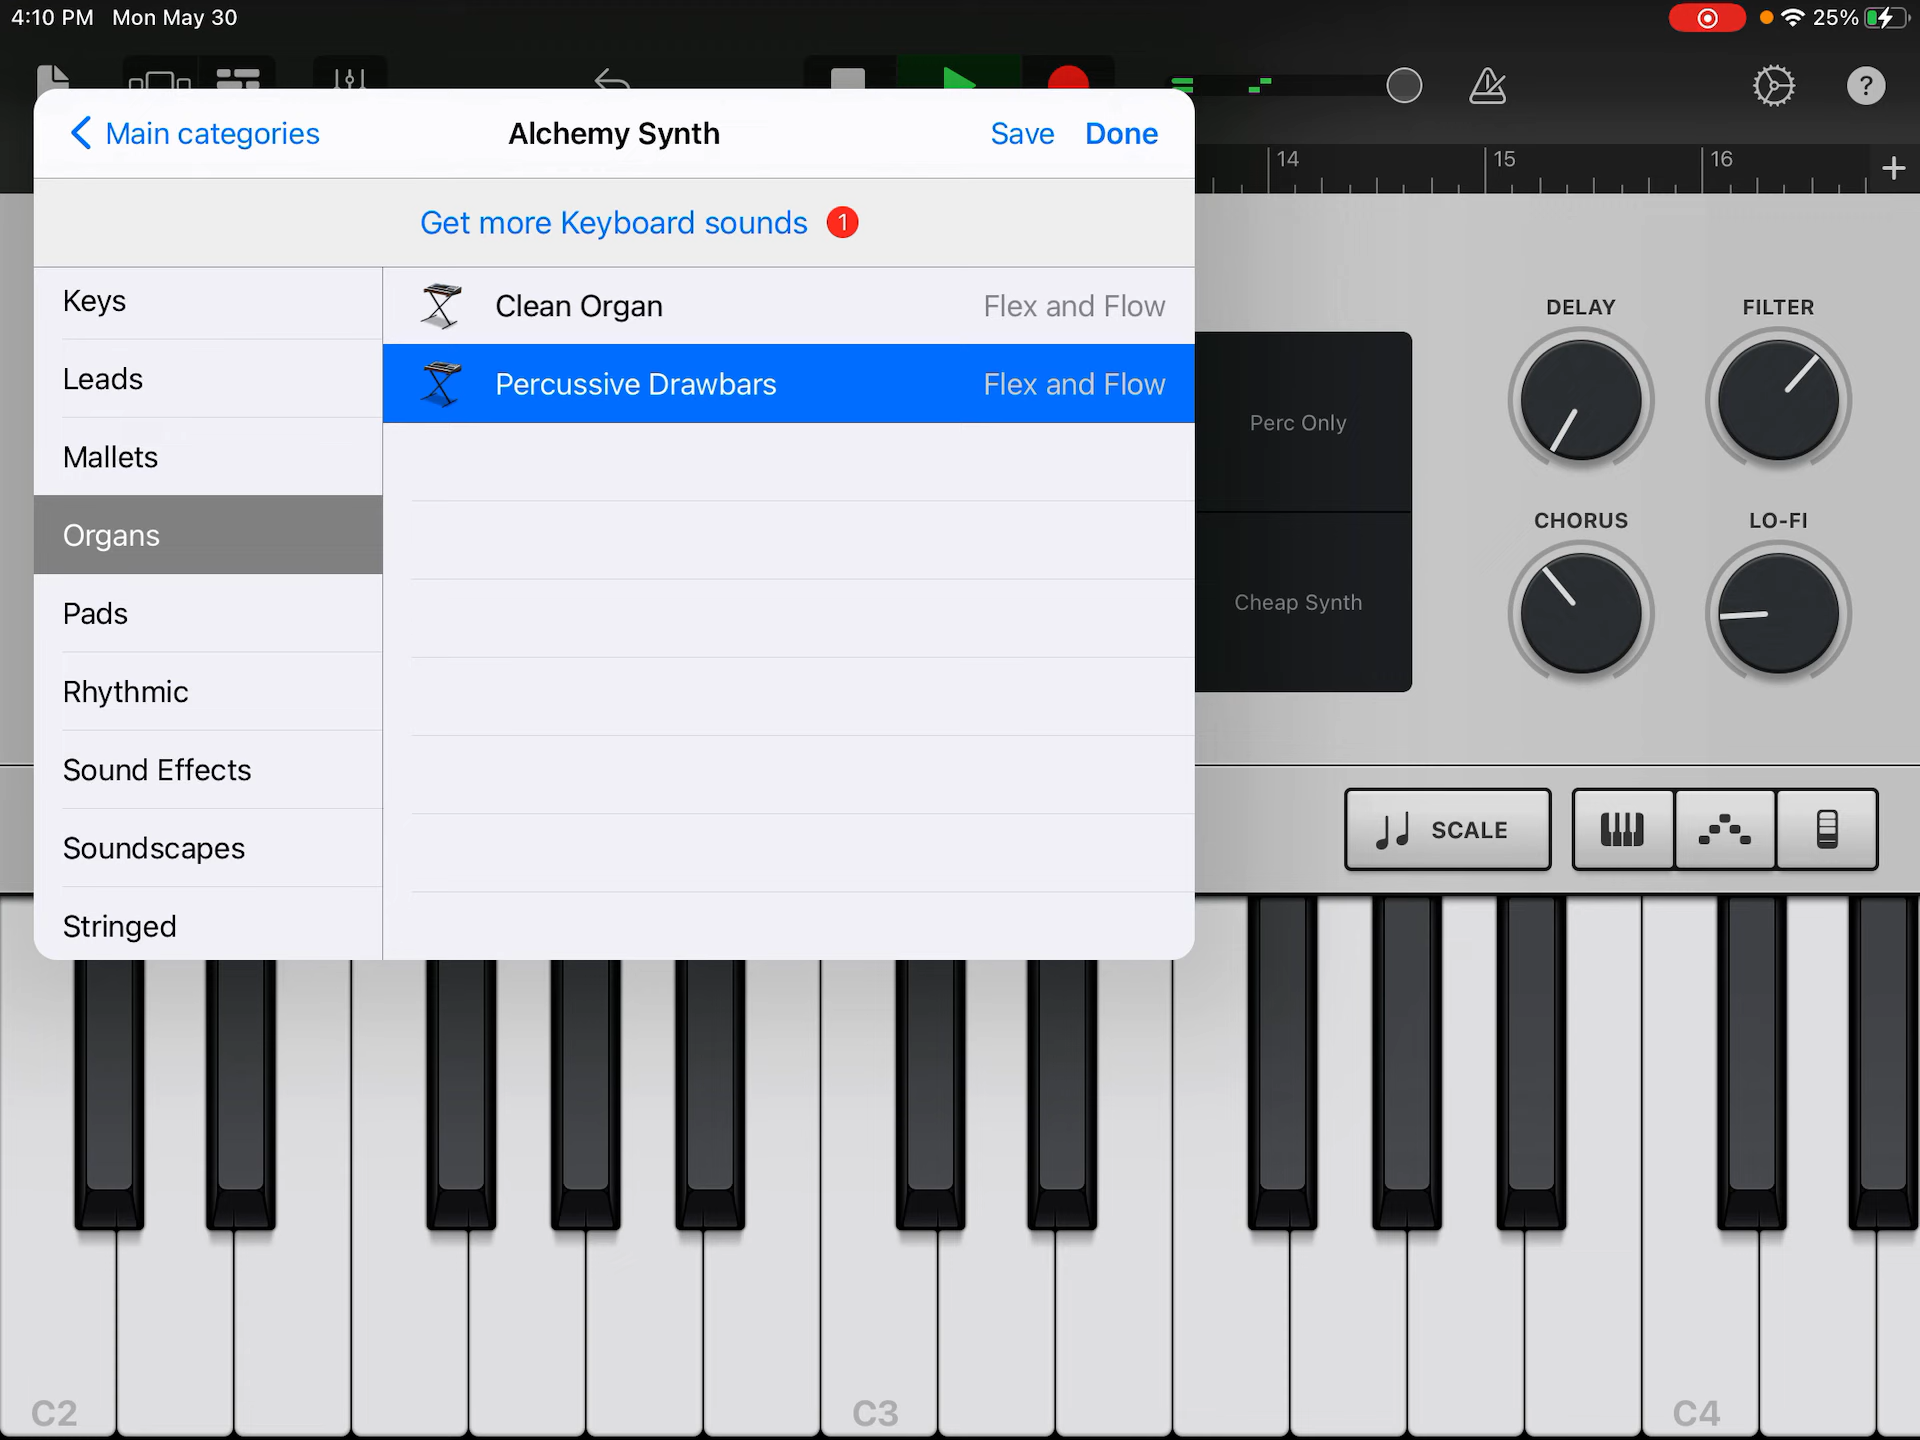 4:10 PM Mon May 30
25%
Main categories
Alchemy Synth
Save
Done
14
15
16
Get more Keyboard sounds 1
Keys
Leads
Mallets
Organs
Pads
Rhythmic
Sound Effects
Soundscapes
Stringed
Clean Organ Flex and Flow
Percussive Drawbars Flex and Flow
Perc Only
Cheap Synth
DELAY
FILTER
CHORUS
LO-FI
SCALE
C2
C3
C4
?